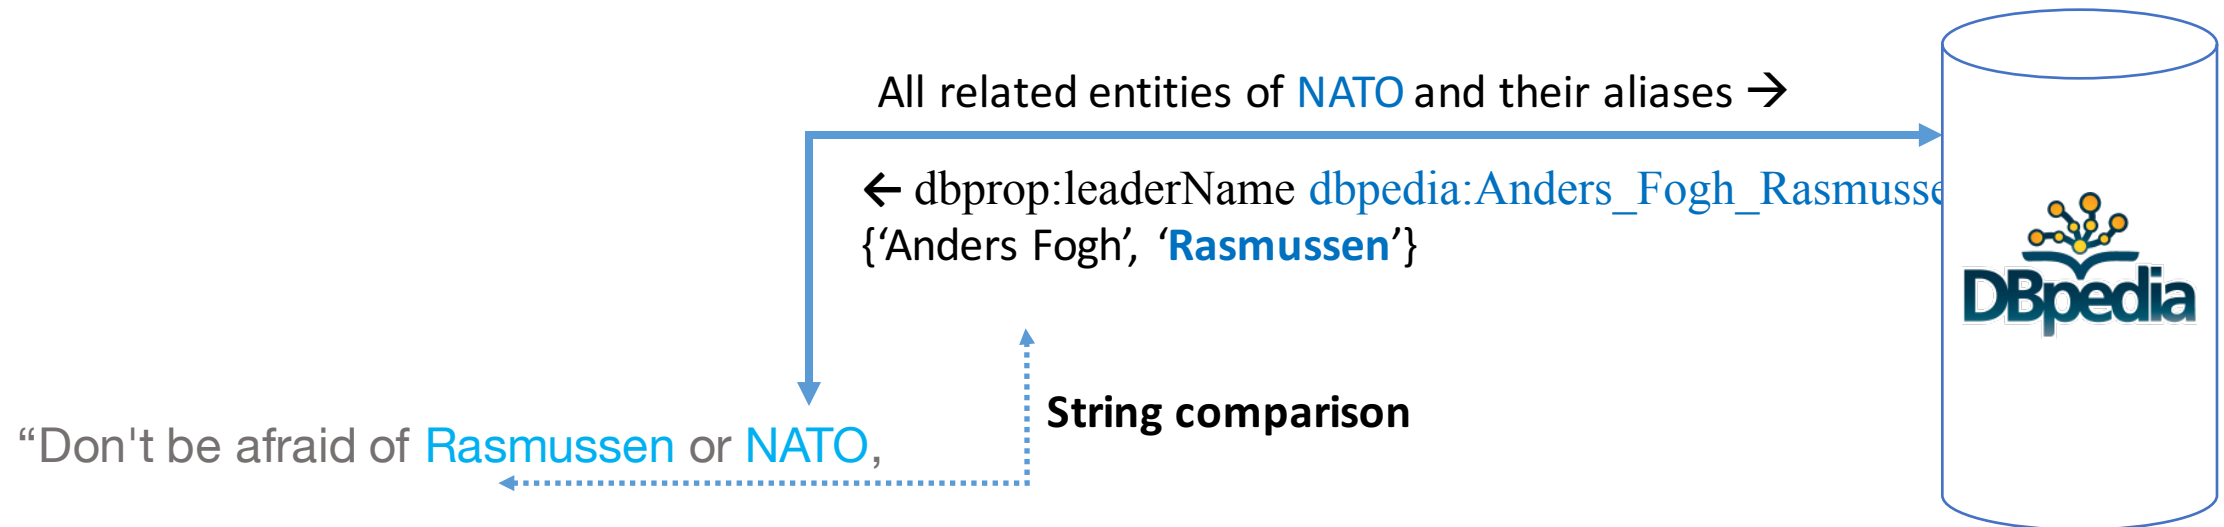 All related entities of NATO and their aliases →
← dbprop:leaderName dbpedia:Anders_Fogh_Rasmusse
{‘Anders Fogh’, ‘Rasmussen’}
DBpedia
String comparison
“Don't be afraid of Rasmussen or NATO,